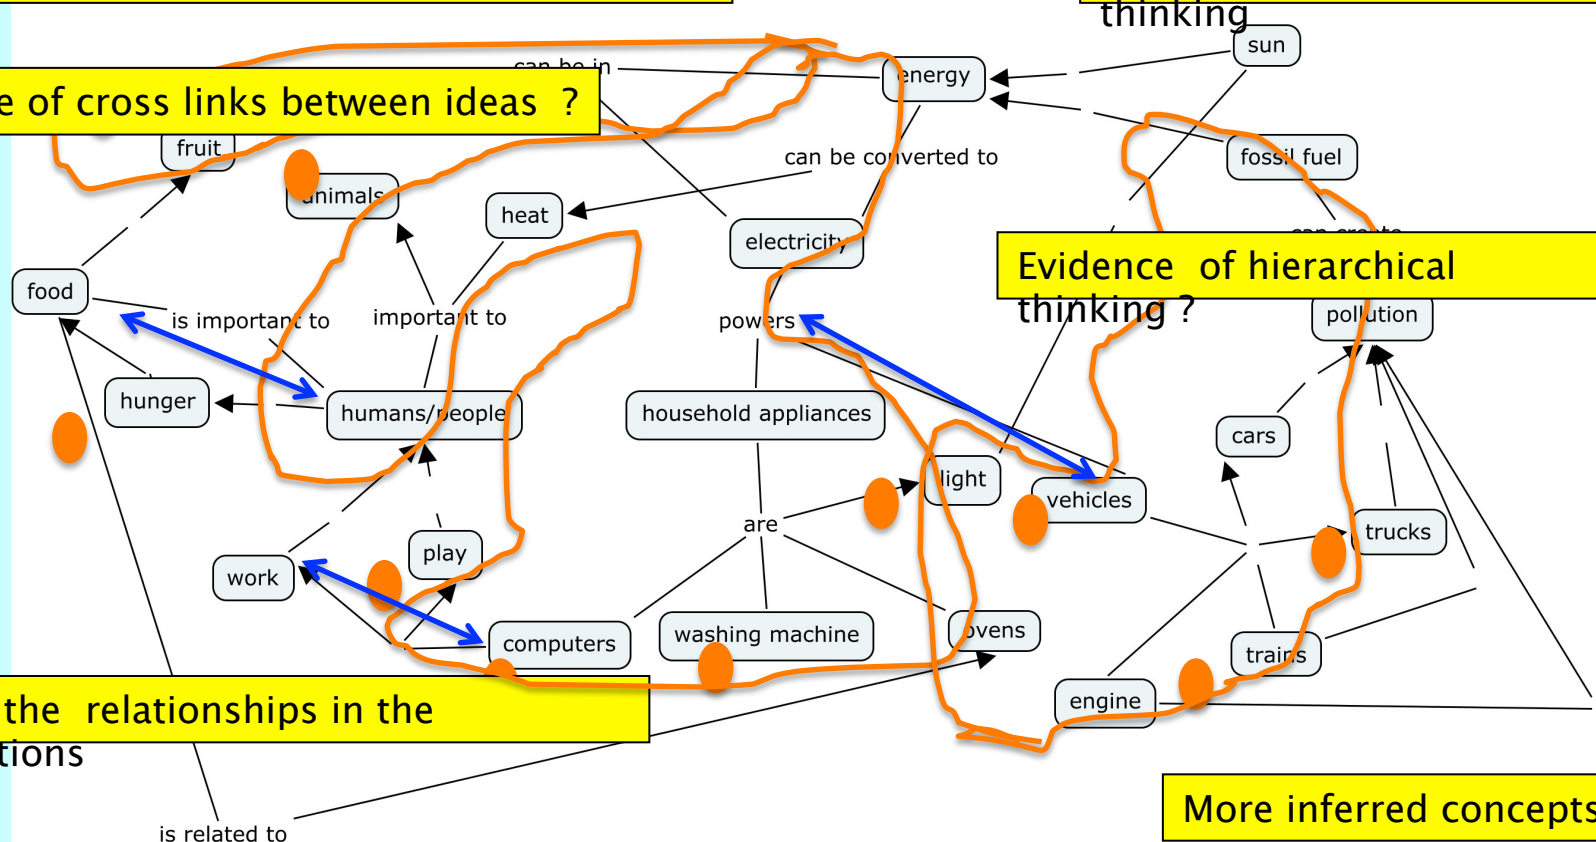 thinking
sun
can be in
energy
e of cross links between ideas ?
fruit
can be converted to
fossil fuel
animals
heat
electricity
can create
Evidence of hierarchical
thinking ?
food
is important to
important to
powers
pollution
hunger
humans/people
household appliances
cars
light
vehicles
are
trucks
play
work
computers
washing machine
ovens
trains
engine
the relationships in the
tions
More inferred concepts
is related to